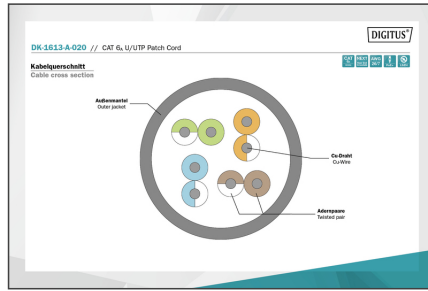 DIGITUS®
DK-1613-A-020 // CAT 6A U/UTP Patch Cord
Kabelquerschnitt
Cable cross section
Außenmantel
Outer jacket
Cu-Draht
Cu-Wire
Adernpaare
Twisted pair